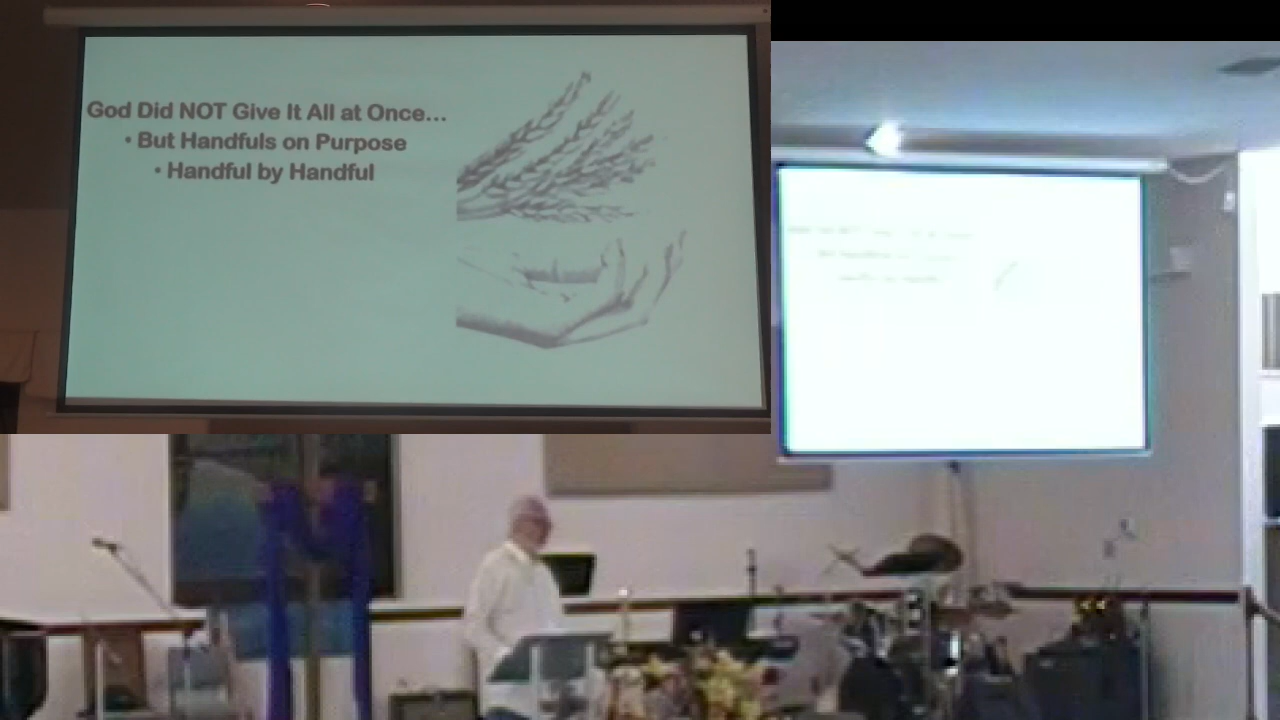 God Did NOT Give It All at Once...
• But Handfuls on Purpose
• Handful by Handful